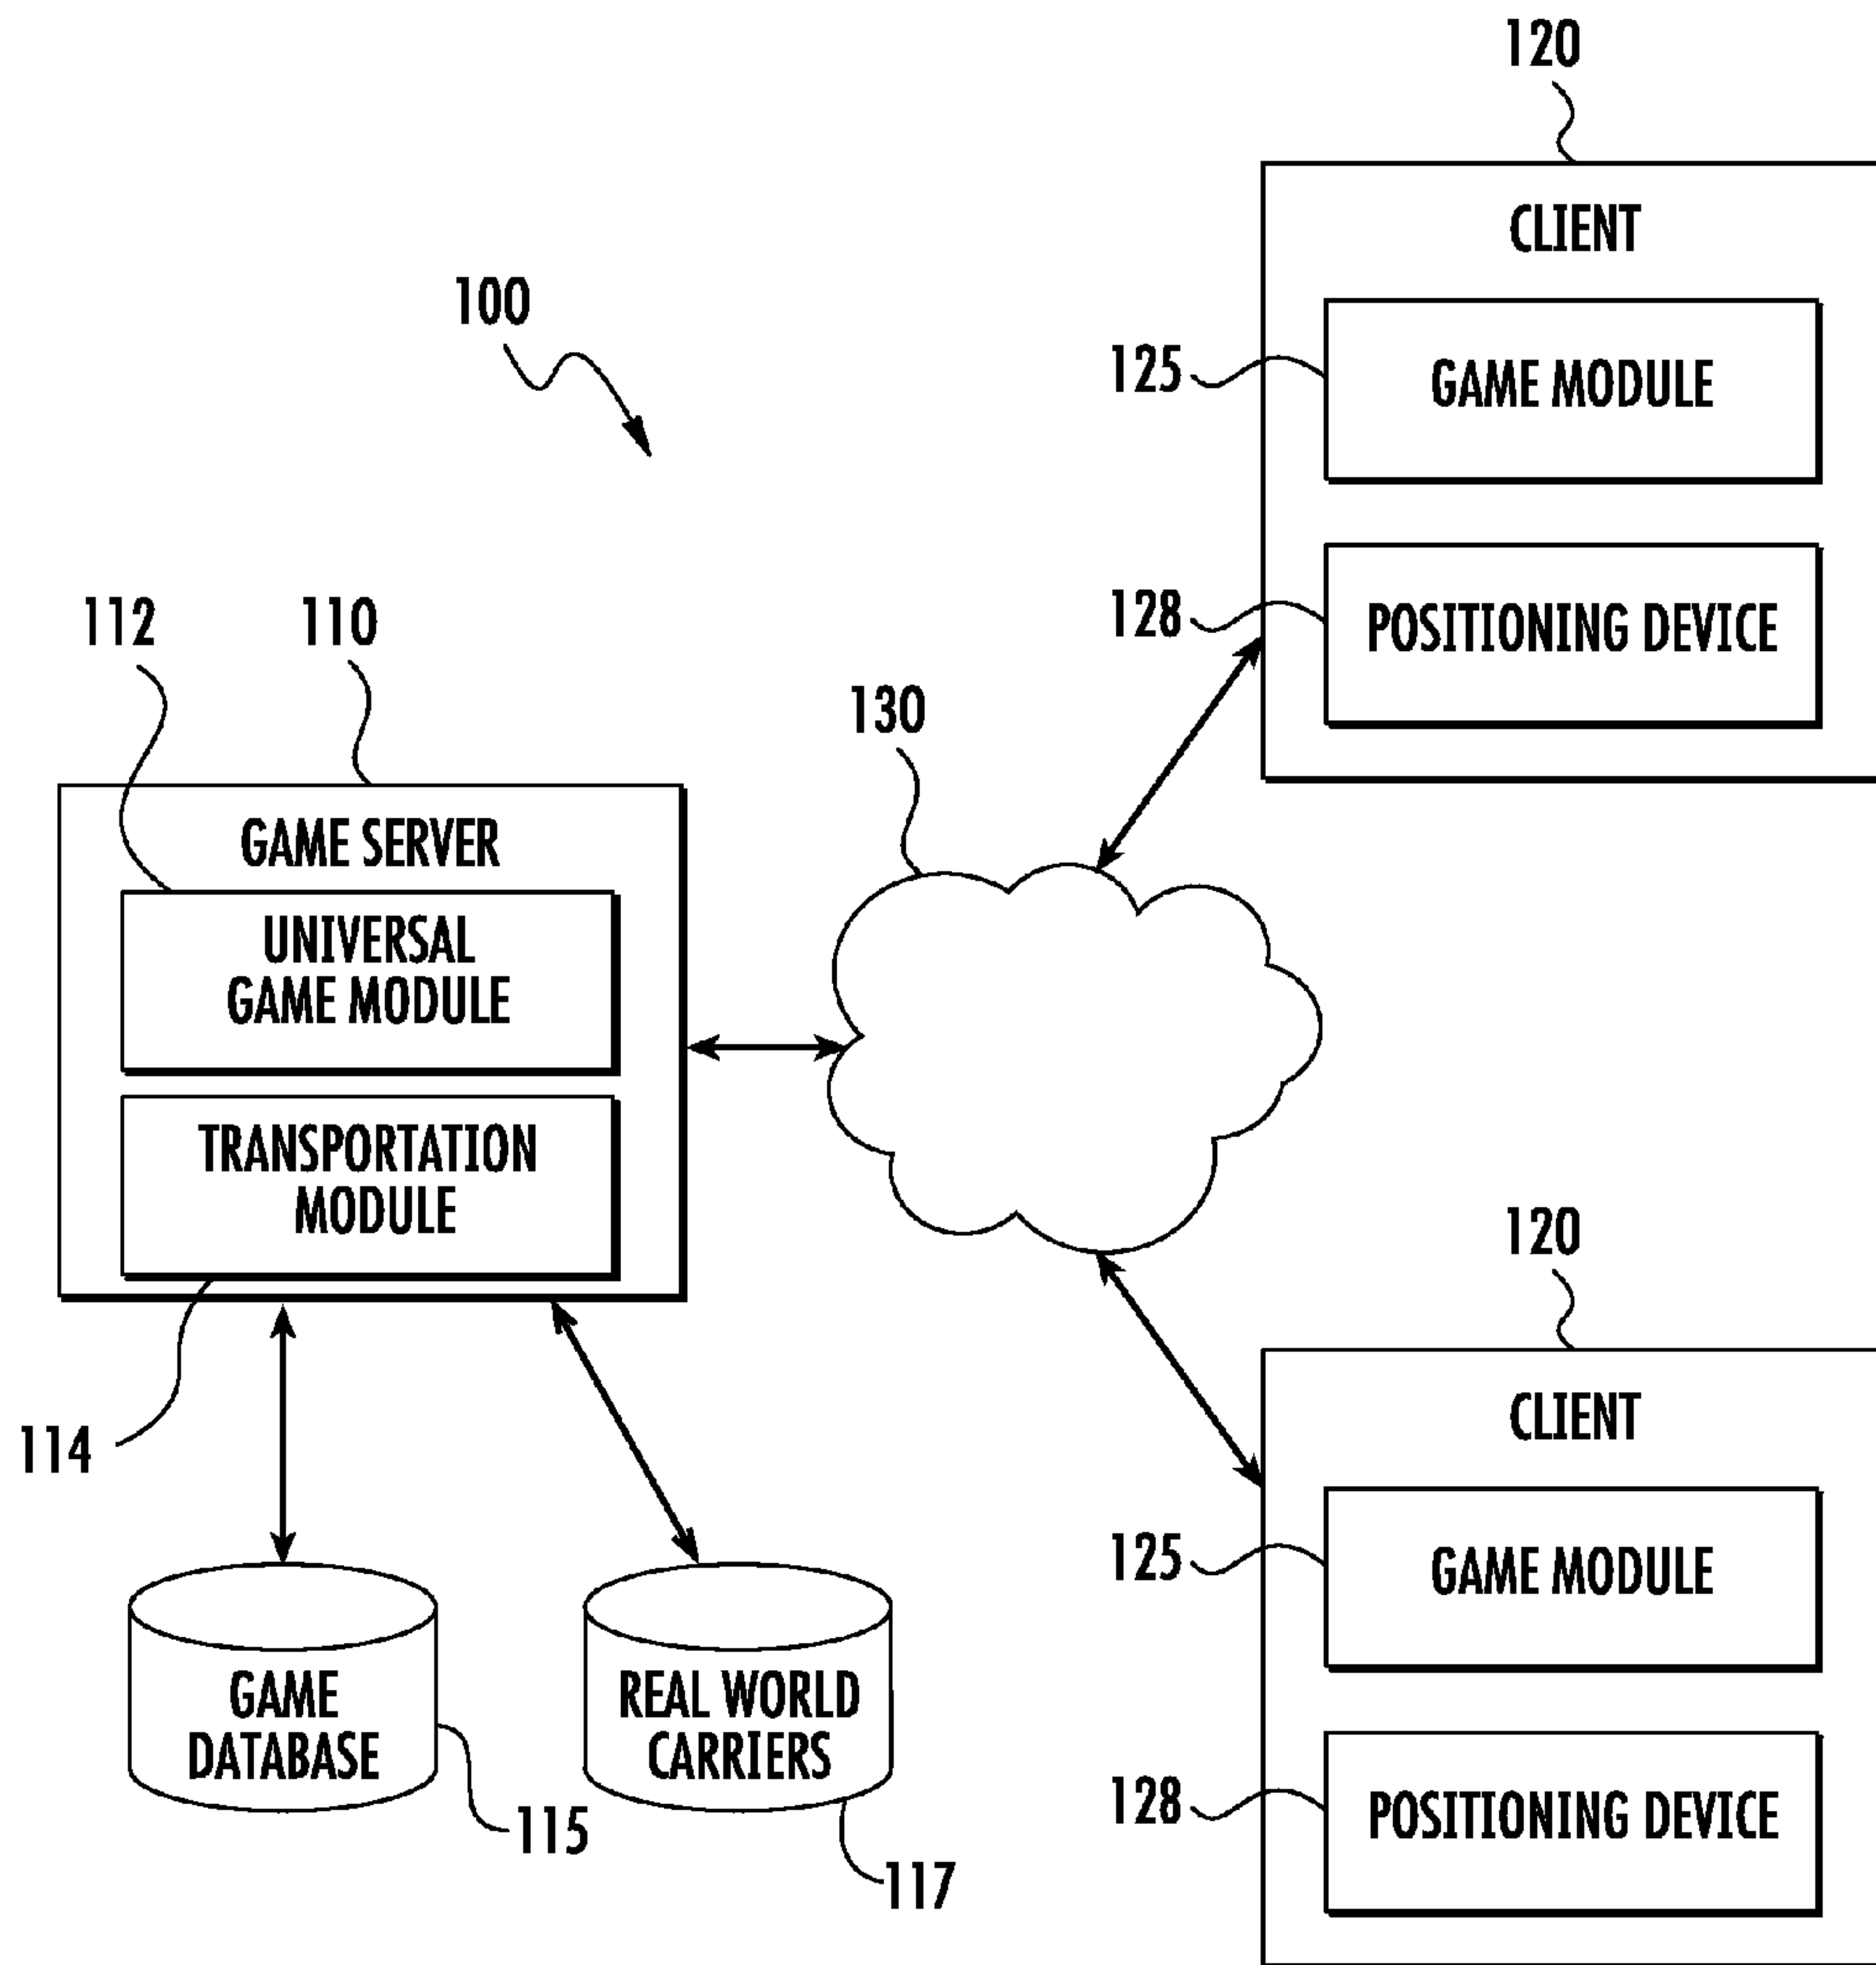 120
CLIENT
100
125
GAME MODULE
112
110
128
POSITIONING DEVICE
130
GAME SERVER
UNIVERSAL
GAME MODULE
TRANSPORTATION
MODULE
120
CLIENT
114
125
GAME MODULE
GAME
DATABASE
REAL WORLD
CARRIERS
128
POSITIONING DEVICE
115
117